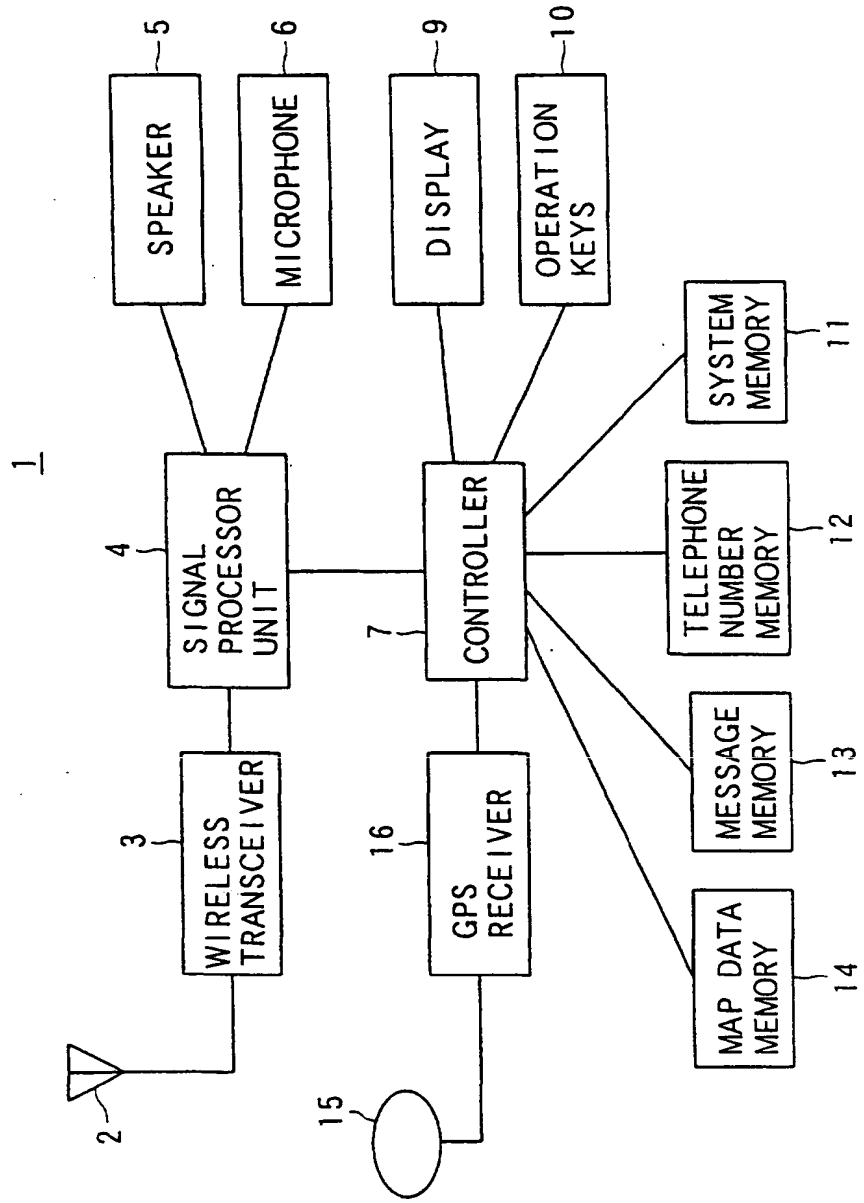 1
2
3
WIRELESS
TRANSCEIVER
4
SIGNAL
PROCESSOR
UNIT
SPEAKER
5
MICROPHONE
6
15
16
GPS
RECEIVER
7
CONTROLLER
DISPLAY
9
OPERATION
KEYS
10
MAP DATA
MEMORY
14
MESSAGE
MEMORY
13
TELEPHONE
NUMBER
MEMORY
12
SYSTEM
MEMORY
11